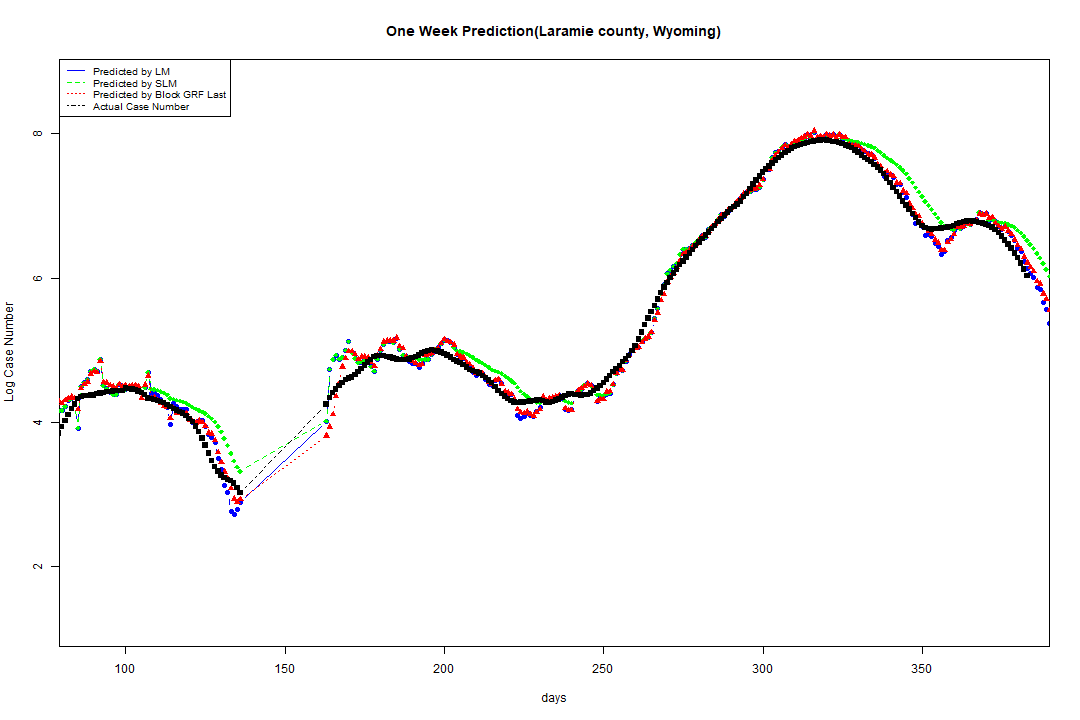 One Week Prediction(Laramie county, Wyoming)
Predicted by LM
Predicted by SLM
Predicted by Block GRF Last
Actual Case Number
8
6
4
2
Log Case Number
100 150 200 250 300 350
days